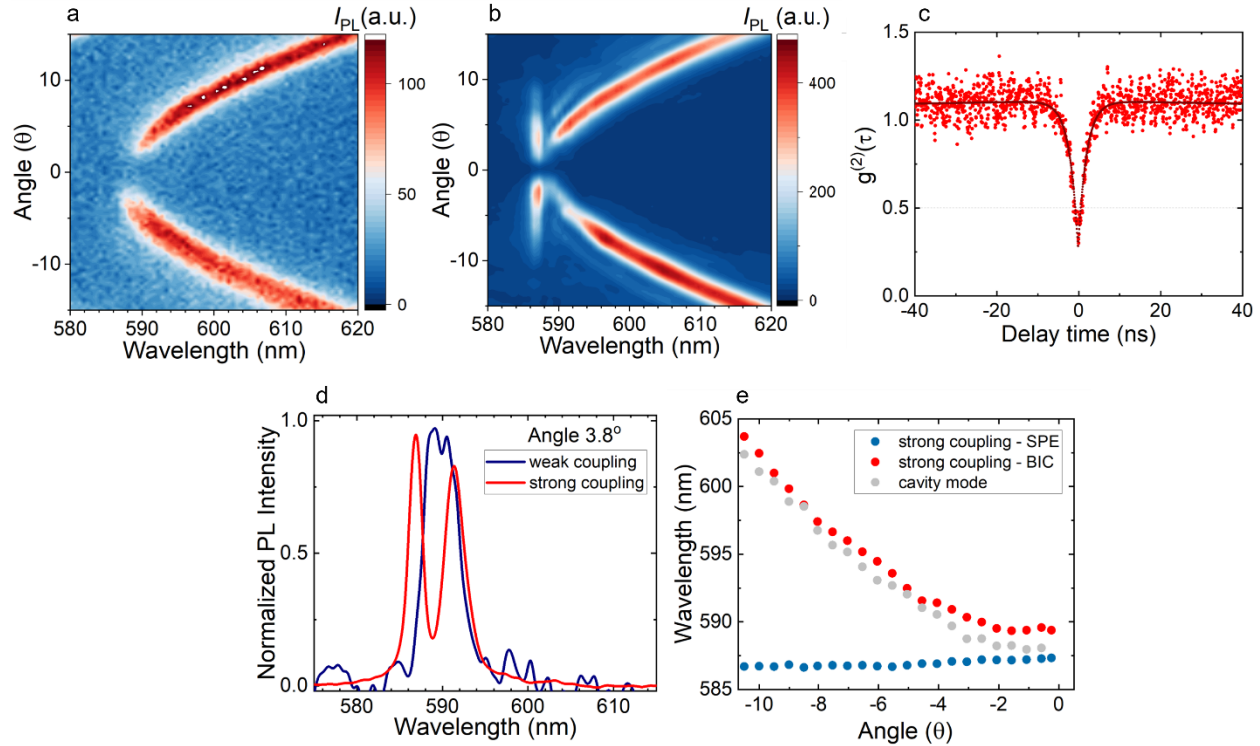 a
I_PL (a.u.)
Angle (θ)
10
0
-10
580 590 600 610 620
Wavelength (nm)
100
50
0
b
I_PL (a.u.)
Angle (θ)
10
0
-10
580 590 600 610 620
Wavelength (nm)
400
200
0
c
g(2)(τ)
1.5
1.0
0.5
0.0
-40 -20 0 20 40
Delay time (ns)
d
Normalized PL Intensity
1.0
0.5
0.0
Angle 3.8°
weak coupling
strong coupling
580 590 600 610
Wavelength (nm)
e
Wavelength (nm)
605
600
595
590
585
strong coupling - SPE
strong coupling - BIC
cavity mode
-10 -8 -6 -4 -2 0
Angle (θ)